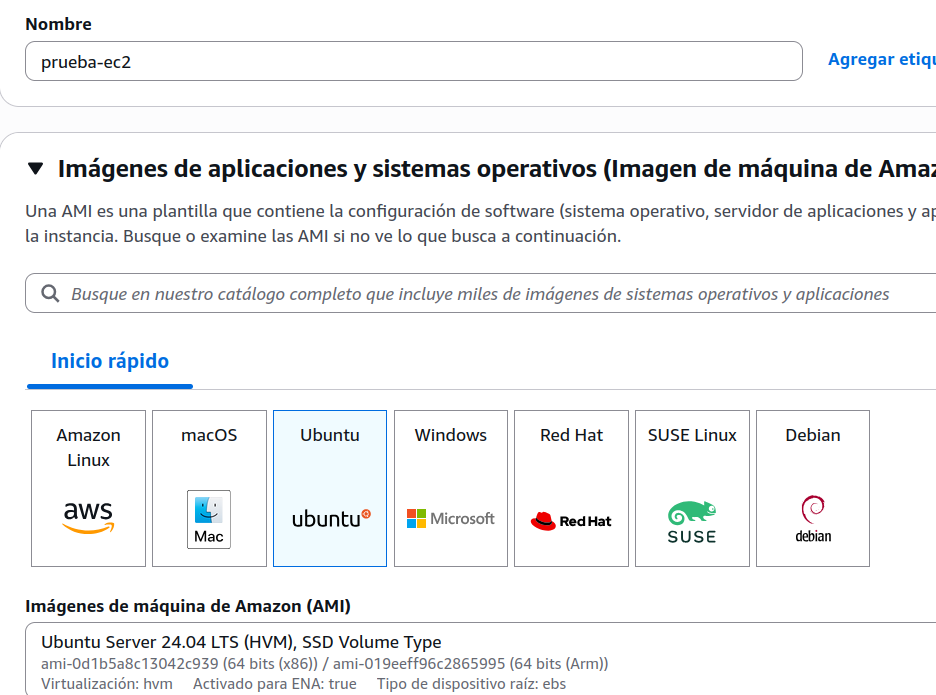 Nombre
prueba-ec2
Agregar etiqu
Imágenes de aplicaciones y sistemas operativos (Imagen de máquina de Amaz
Una AMI es una plantilla que contiene la configuración de software (sistema operativo, servidor de aplicaciones y ap
la instancia. Busque o examine las AMI si no ve lo que busca a continuación.
Busque en nuestro catálogo completo que incluye miles de imágenes de sistemas operativos y aplicaciones
Inicio rápido
Amazon
Linux
aws
macOS
Mac
Ubuntu
ubuntu
Windows
Microsoft
Red Hat
Red Hat
SUSE Linux
SUSE
Debian
debian
Imágenes de máquina de Amazon (AMI)
Ubuntu Server 24.04 LTS (HVM), SSD Volume Type
ami-0d1b5a8c13042c939 (64 bits (x86)) / ami-019eeff96c2865995 (64 bits (Arm))
Virtualización: hvm Activado para ENA: true Tipo de dispositivo raíz: ebs